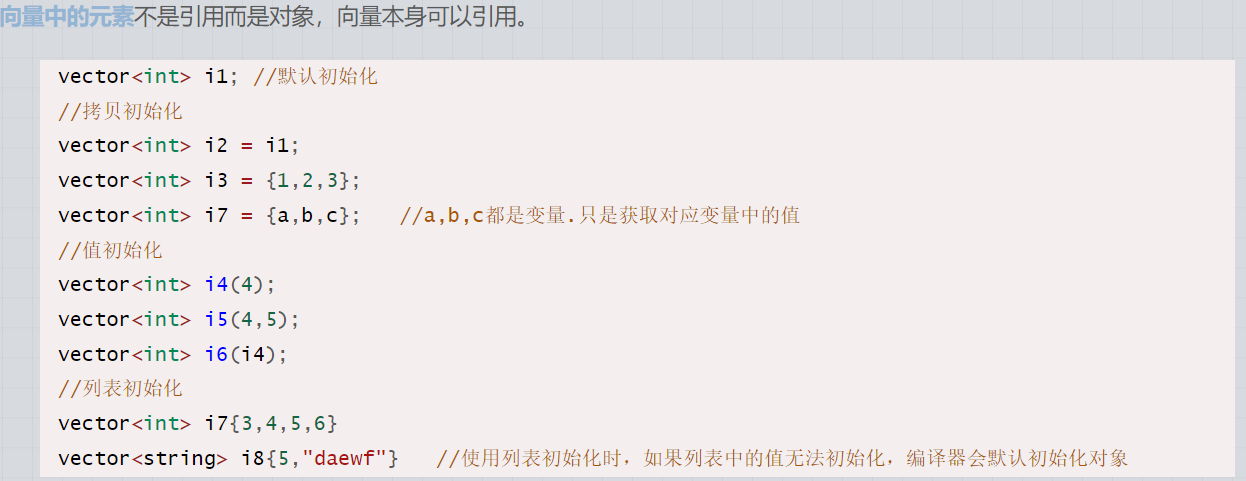 向量中的元素不是引用而是对象，向量本身可以引用。
vector<int> i1; //默认初始化
//拷贝初始化
vector<int> i2 = i1;
vector<int> i3 = {1,2,3};
vector<int> i7 = {a,b,c};   //a,b,c都是变量.只是获取对应变量中的值
//值初始化
vector<int> i4(4);
vector<int> i5(4,5);
vector<int> i6(i4);
//列表初始化
vector<int> i7{3,4,5,6}
vector<string> i8{5,"daewf"}   //使用列表初始化时，如果列表中的值无法初始化，编译器会默认初始化对象